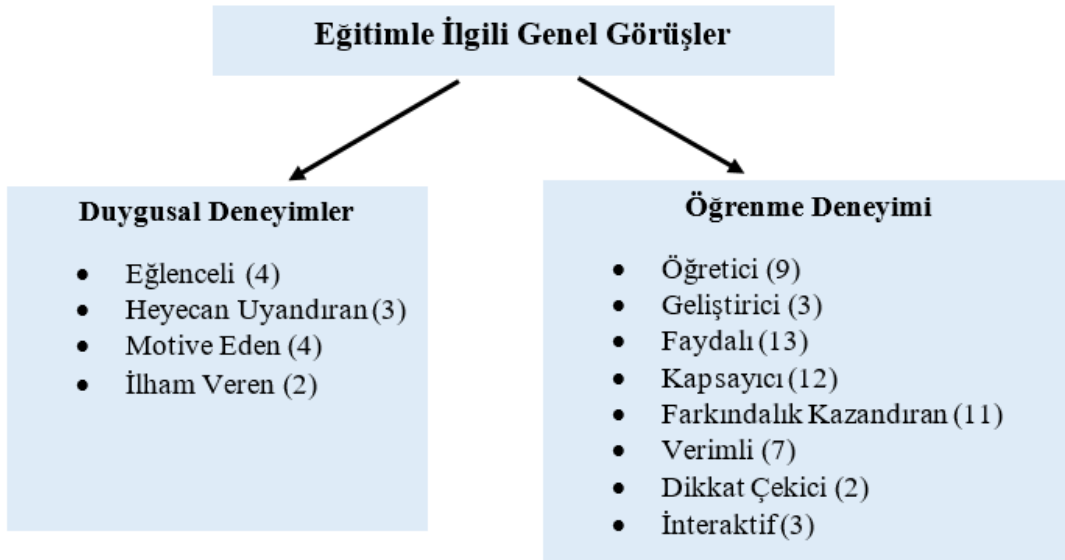 Eğitimle İlgili Genel Görüşler
Duygusal Deneyimler
• Eğlenceli (4)
• Heyecan Uyandıran (3)
• Motive Eden (4)
• İlham Veren (2)
Öğrenme Deneyimi
• Öğretici (9)
• Geliştirici (3)
• Faydalı (13)
• Kapsayıcı (12)
• Farkındalık Kazandıran (11)
• Verimli (7)
• Dikkat Çekici (2)
• İnteraktif (3)